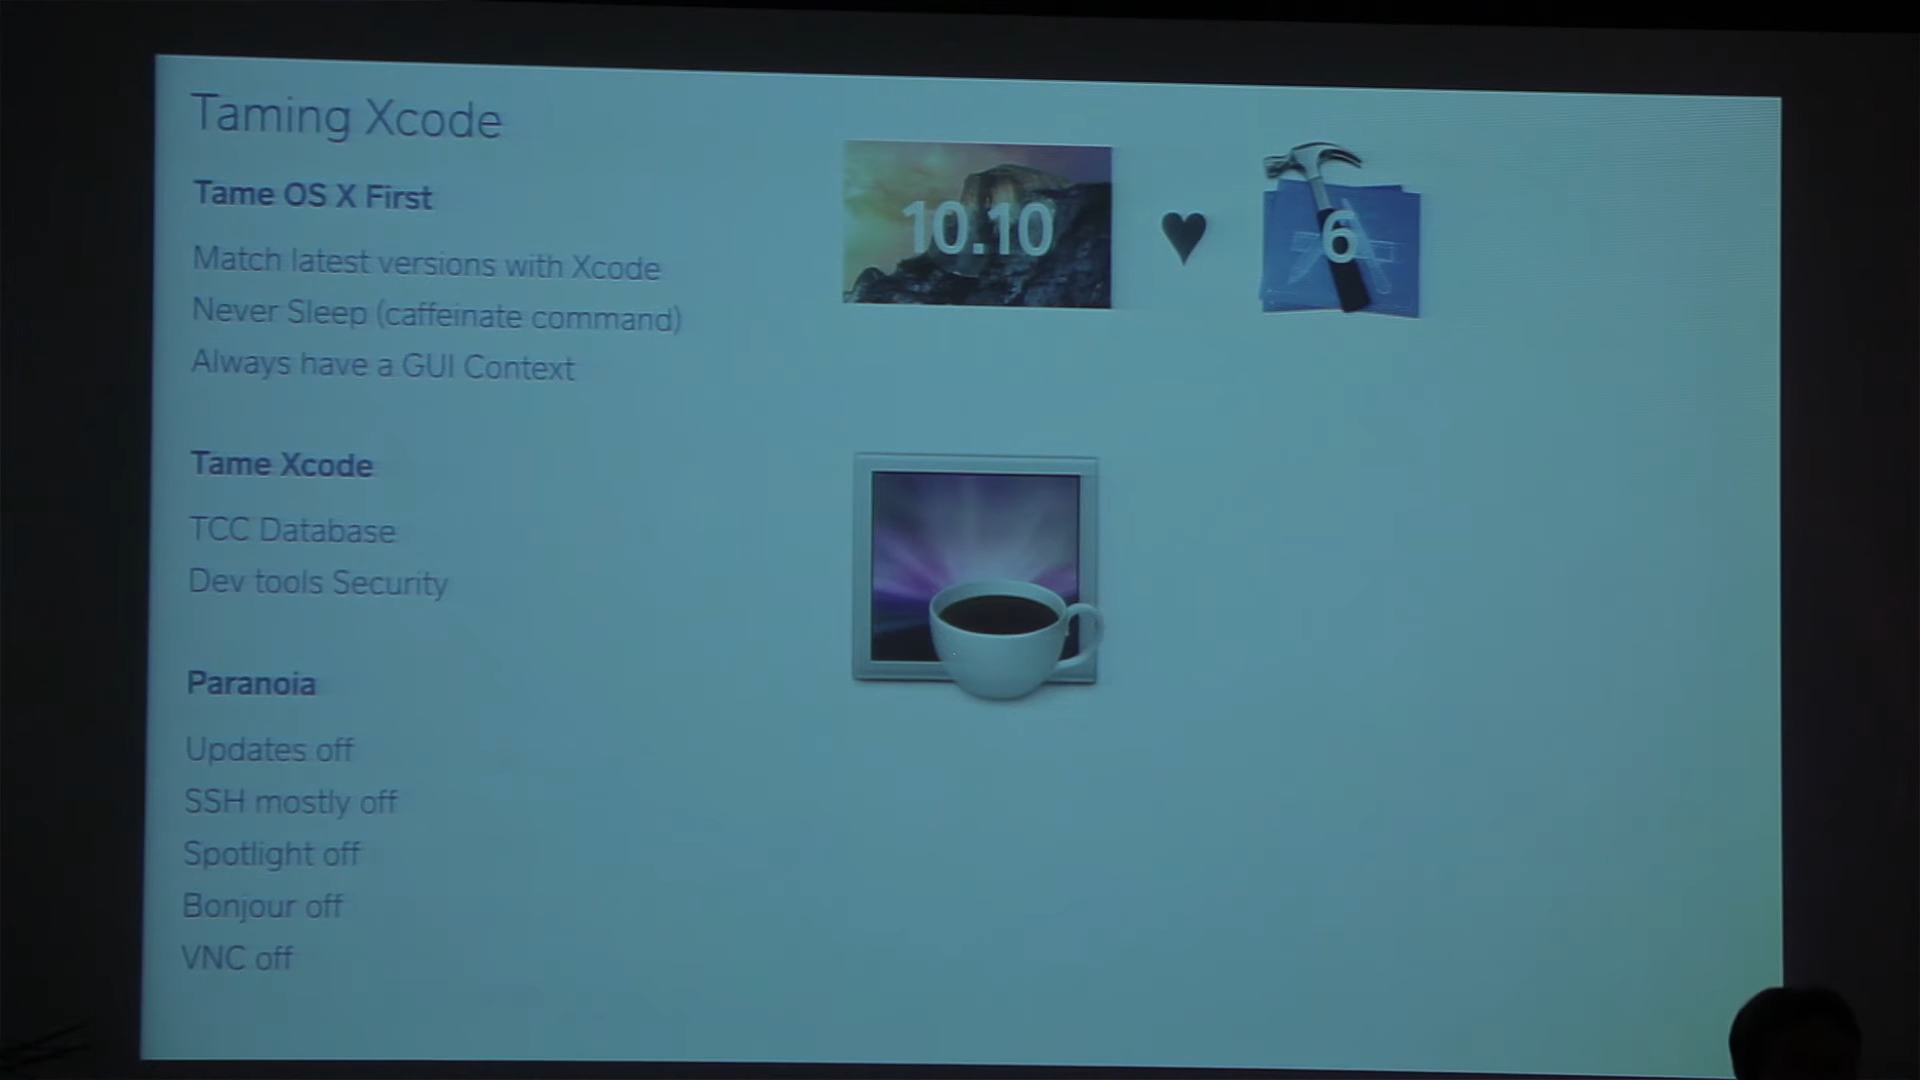 Taming Xcode
Tame OS X First
Match latest versions with Xcode
Never Sleep (caffeinate command)
Always have a GUI Context
Tame Xcode
TCC Database
Dev tools Security
Paranoia
Updates off
SSH mostly off
Spotlight off
Bonjour off
VNC off
10.10
6